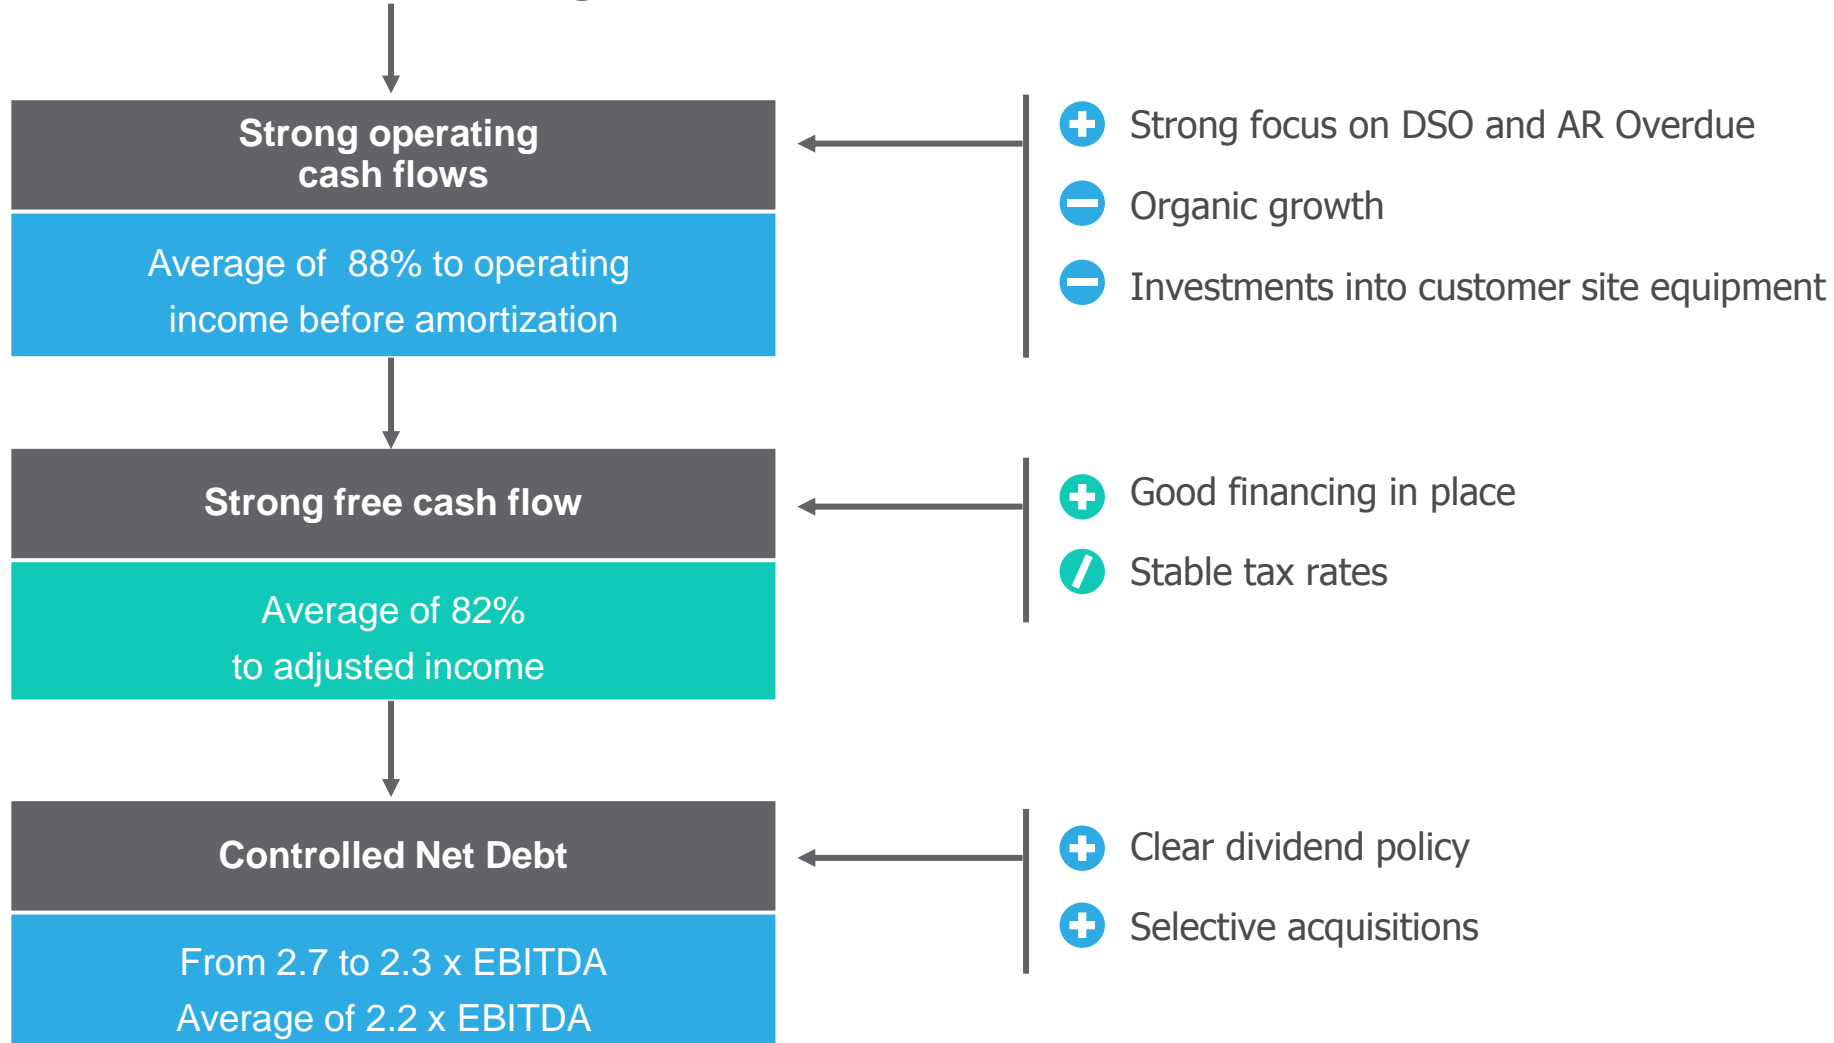 Strong operating
cash flows
Average of 88% to operating
income before amortization
Strong focus on DSO and AR Overdue
Organic growth
Investments into customer site equipment
Strong free cash flow
Average of 82%
to adjusted income
Good financing in place
Stable tax rates
Controlled Net Debt
From 2.7 to 2.3 x EBITDA
Average of 2.2 x EBITDA
Clear dividend policy
Selective acquisitions